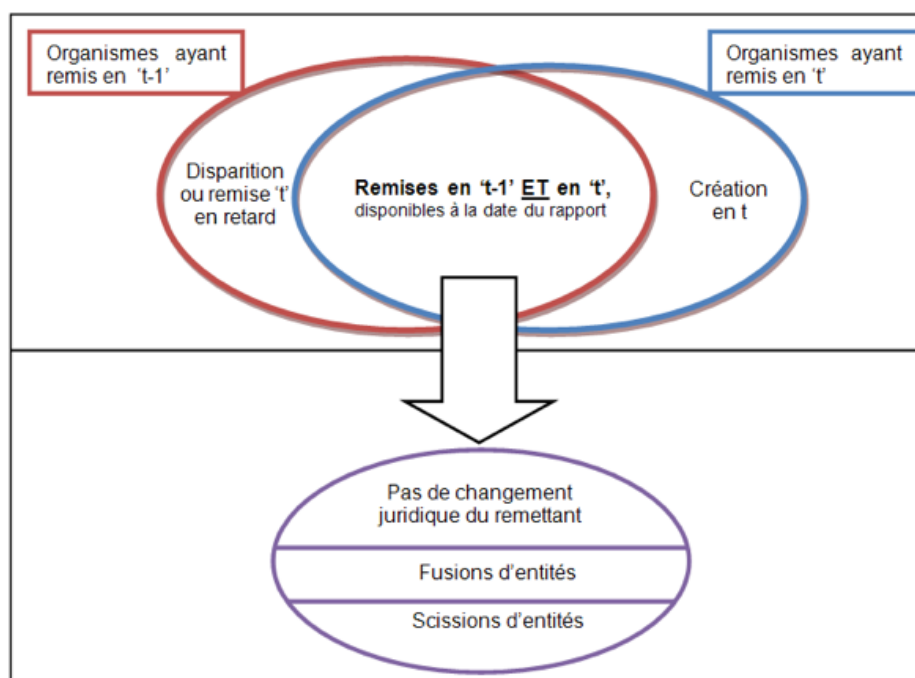 Organismes ayant
remis en ‘t-1’
Organismes ayant
remis en ‘t’
Disparition
ou remise ‘t’
en retard
Remises en ‘t-1’ ET en ‘t’,
disponibles à la date du rapport
Création
en t
Pas de changement
juridique du remettant
Fusions d’entités
Scissions d’entités